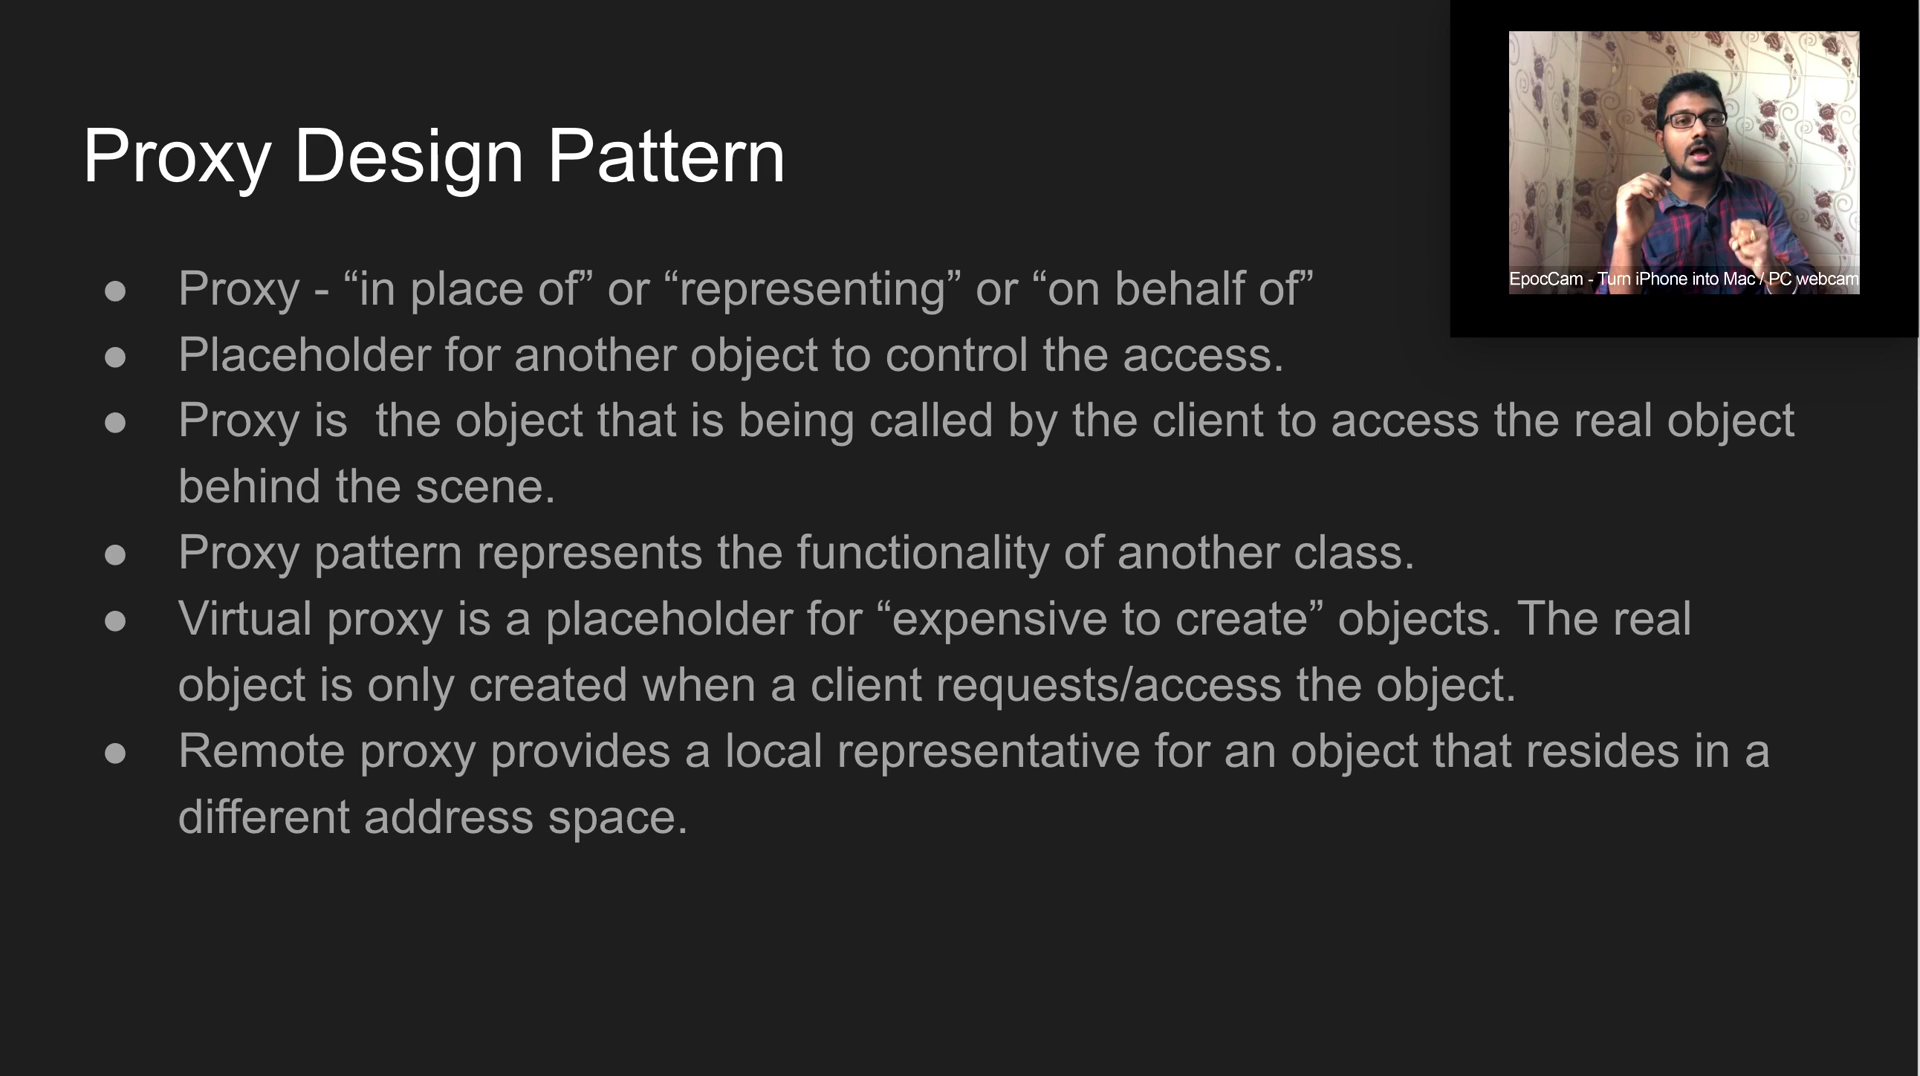 Proxy Design Pattern
● Proxy - “in place of” or “representing” or “on behalf of”
● Placeholder for another object to control the access.
● Proxy is  the object that is being called by the client to access the real object
behind the scene.
● Proxy pattern represents the functionality of another class.
● Virtual proxy is a placeholder for “expensive to create” objects. The real
object is only created when a client requests/access the object.
● Remote proxy provides a local representative for an object that resides in a
different address space.
EpocCam - Turn iPhone into Mac / PC webcam